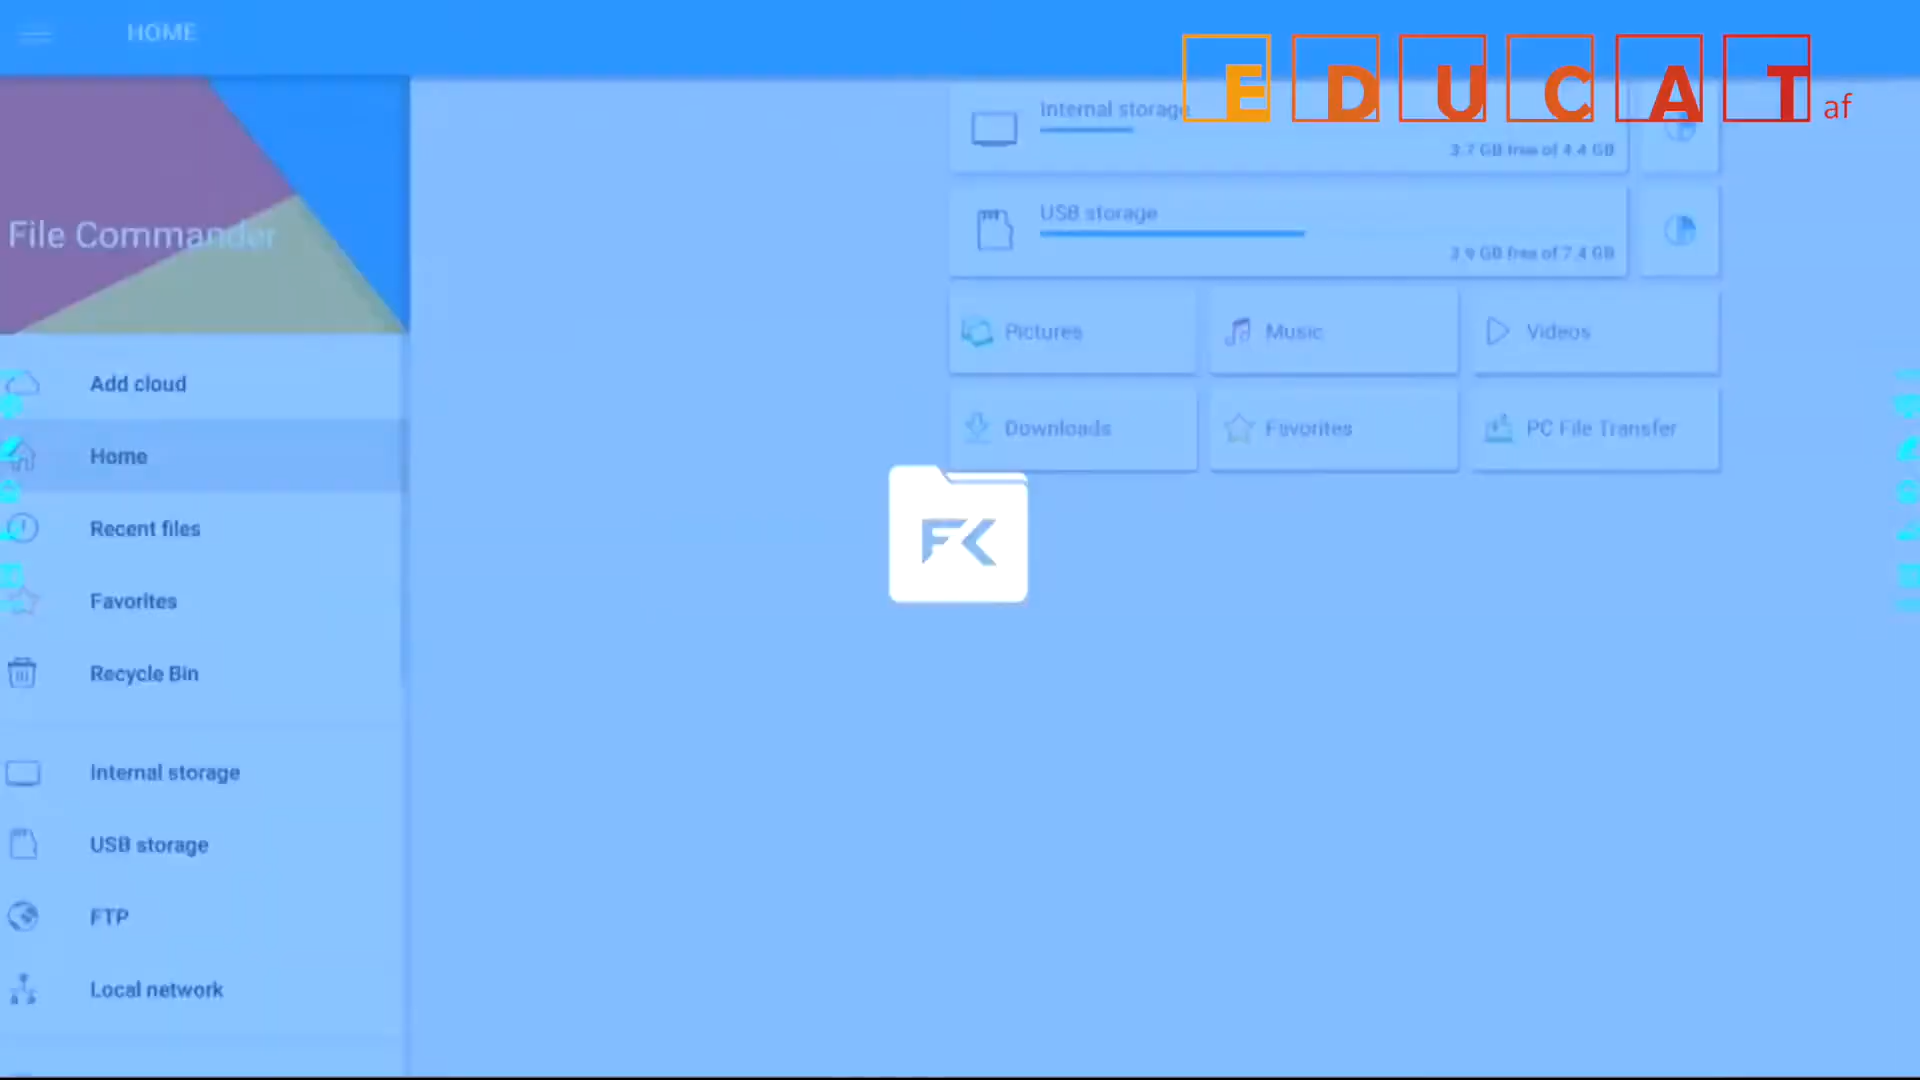 HOME
EDUCAT af
File Commander
Add cloud
Home
Recent files
Favorites
Recycle Bin
Internal storage
USB storage
FTP
Local network
Internal storage
3.7 GB free of 4.4 GB
USB storage
3.9 GB free of 7.4 GB
Pictures
Music
Videos
Downloads
Favorites
PC File Transfer